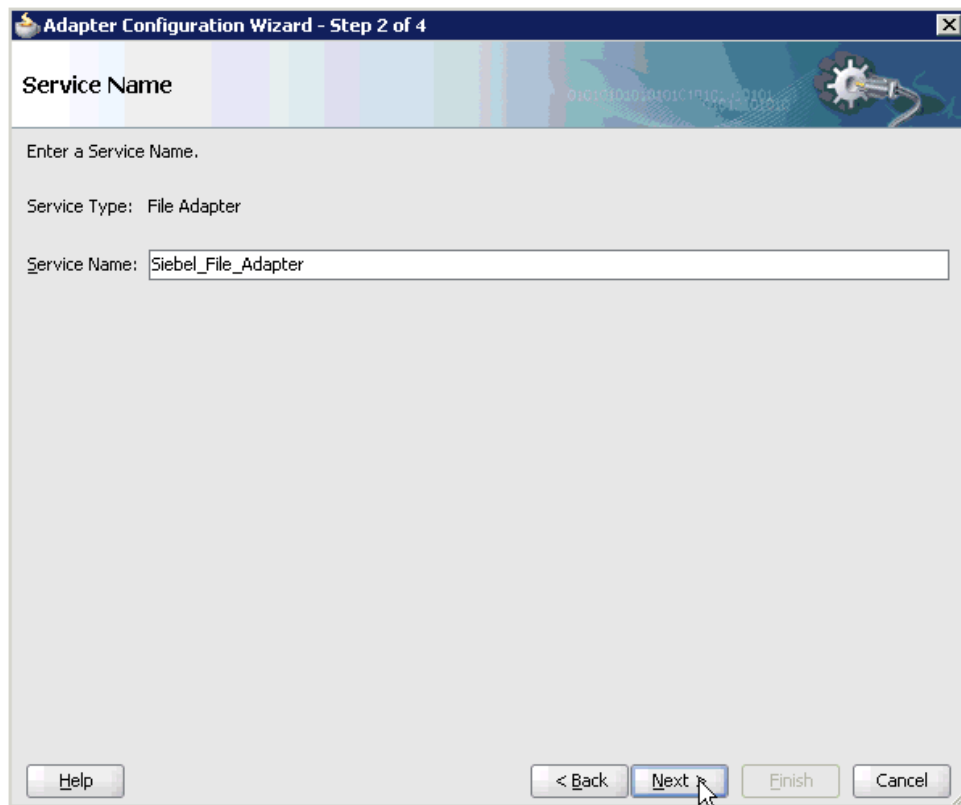 Adapter Configuration Wizard - Step 2 of 4
Service Name
Enter a Service Name.
Service Type: File Adapter
Service Name: Siebel_File_Adapter
Help
< Back
Next >
Finish
Cancel